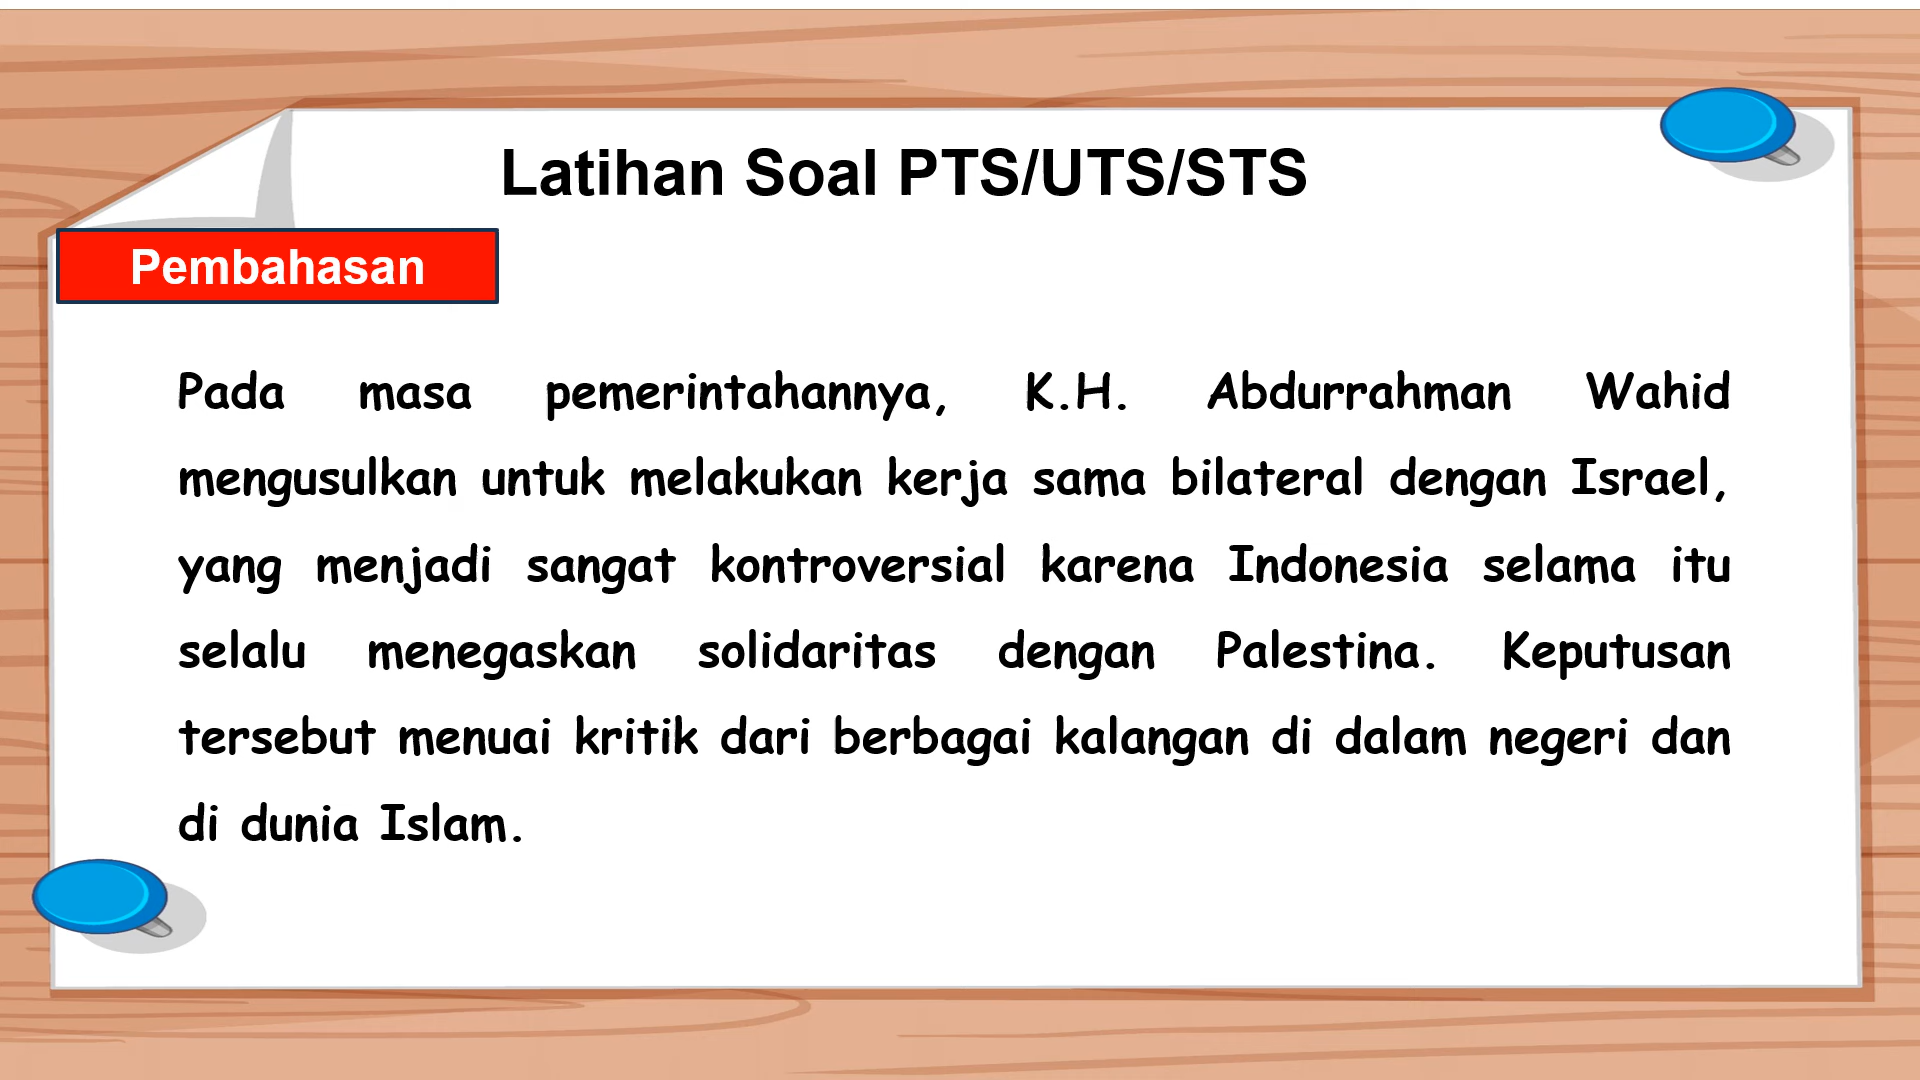 Latihan Soal PTS/UTS/STS
Pembahasan
Pada masa pemerintahannya, K.H. Abdurrahman Wahid
mengusulkan untuk melakukan kerja sama bilateral dengan Israel,
yang menjadi sangat kontroversial karena Indonesia selama itu
selalu menegaskan solidaritas dengan Palestina. Keputusan
tersebut menuai kritik dari berbagai kalangan di dalam negeri dan
di dunia Islam.